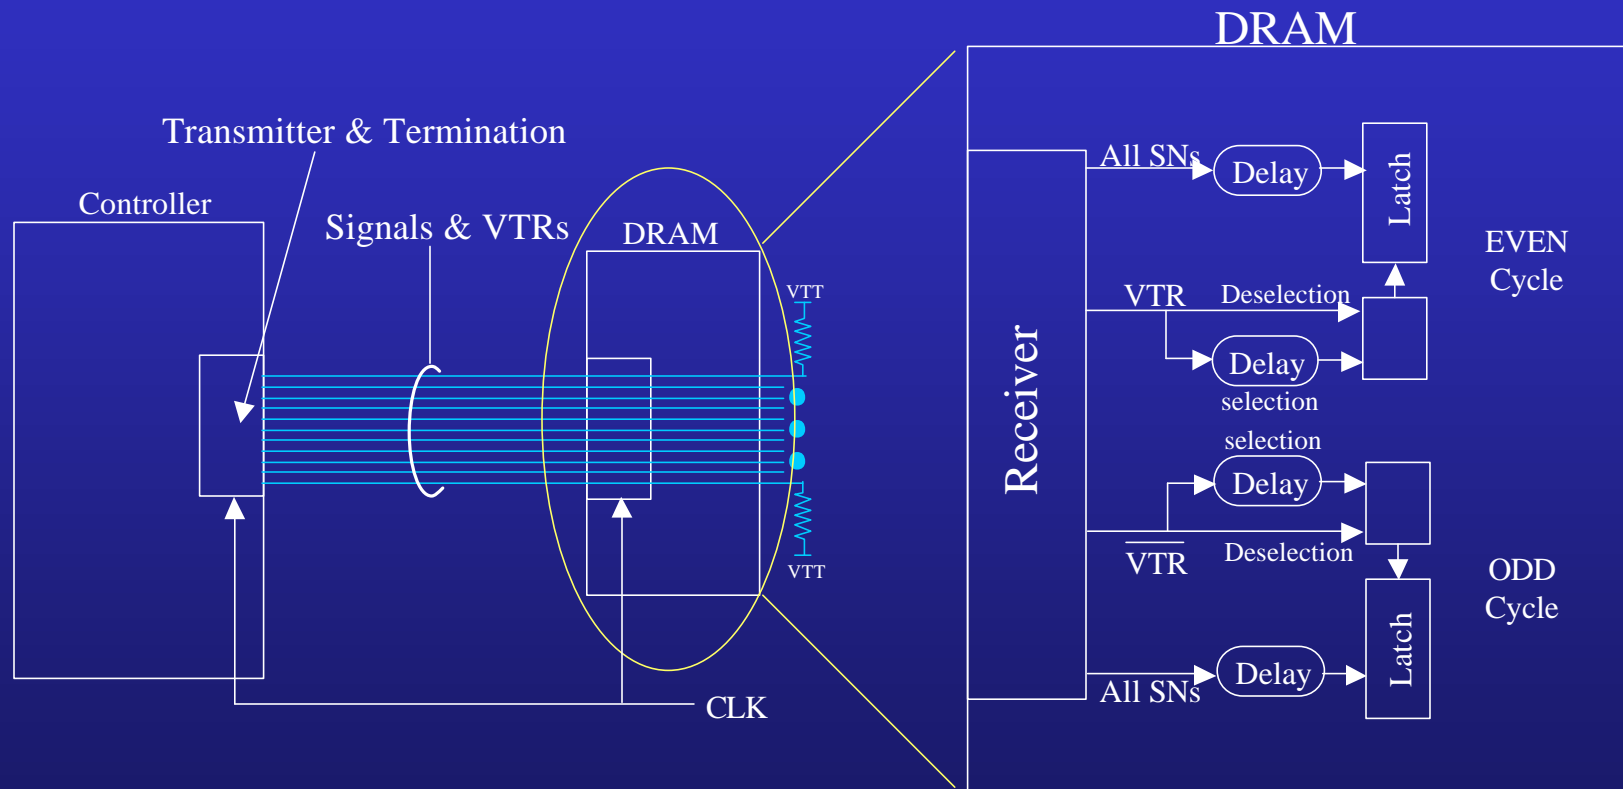 DRAM
Transmitter & Termination
Controller
Signals & VTRs
DRAM
VTT
VTT
CLK
Receiver
All SNs
Delay
Latch
EVEN
Cycle
VTR
Deselection
Delay
selection
selection
Delay
V̅T̅R̅
Deselection
ODD
Cycle
Latch
All SNs
Delay